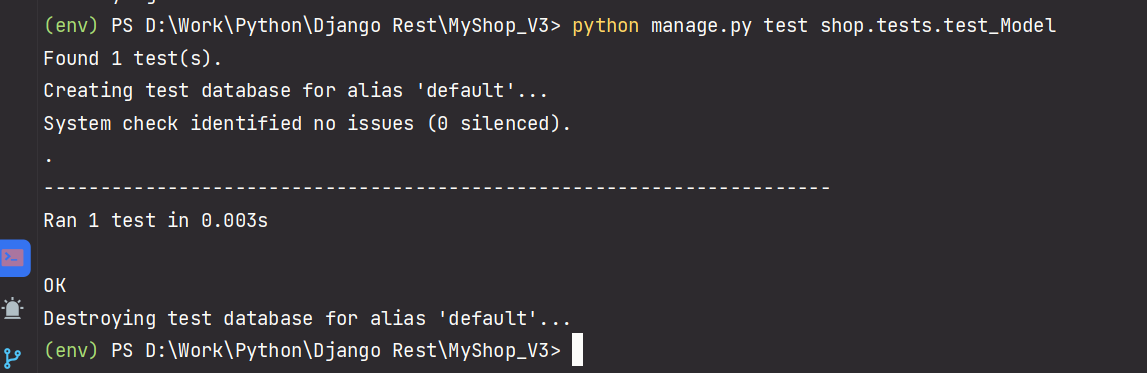 (env) PS D:\Work\Python\Django Rest\MyShop_V3> python manage.py test shop.tests.test_Model
Found 1 test(s).
Creating test database for alias 'default'...
System check identified no issues (0 silenced).
.
----------------------------------------------------------------------
Ran 1 test in 0.003s
OK
Destroying test database for alias 'default'...
(env) PS D:\Work\Python\Django Rest\MyShop_V3>